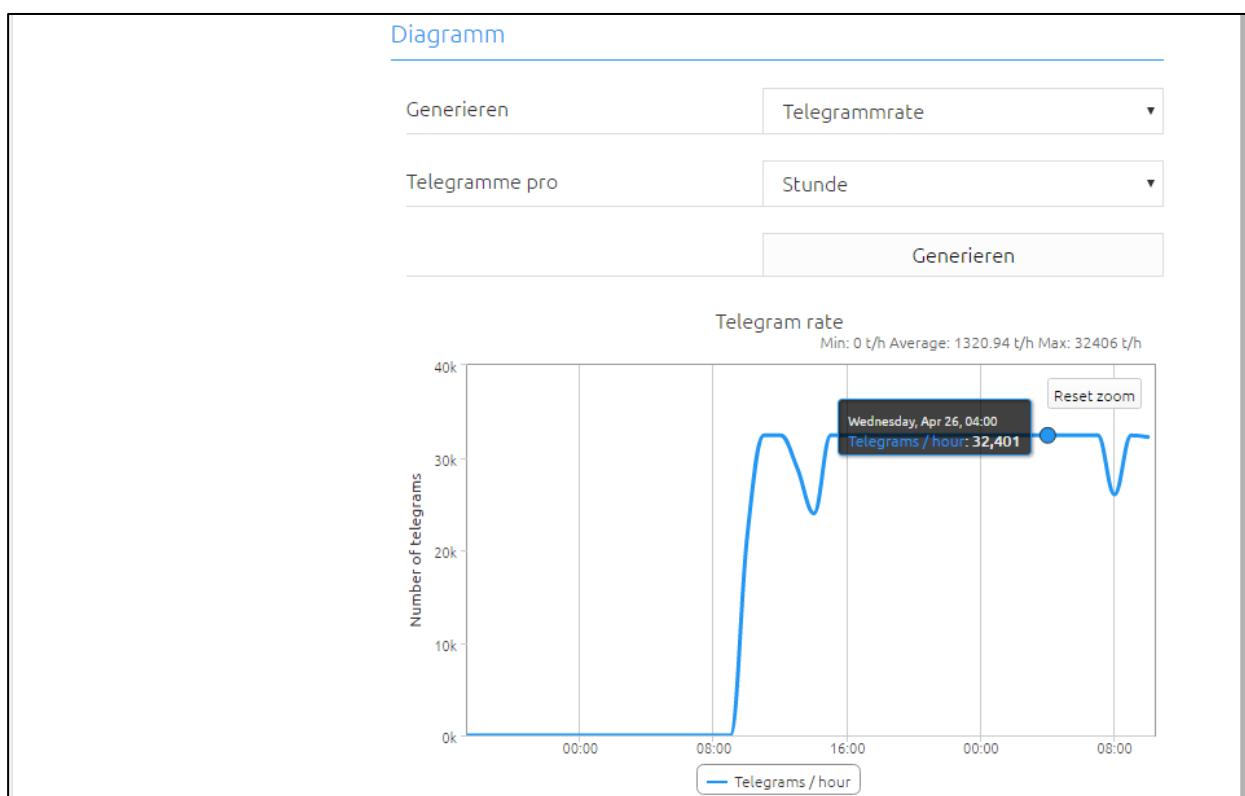 Diagramm
Generieren
Telegrammrate
Telegramme pro
Stunde
Generieren
Telegram rate
Min: 0 t/h Average: 1320.94 t/h Max: 32406 t/h
Reset zoom
Wednesday, Apr 26, 04:00
Telegrams / hour: 32,401
Number of telegrams
40k
30k
20k
10k
0k
00:00
08:00
16:00
00:00
08:00
Telegrams / hour